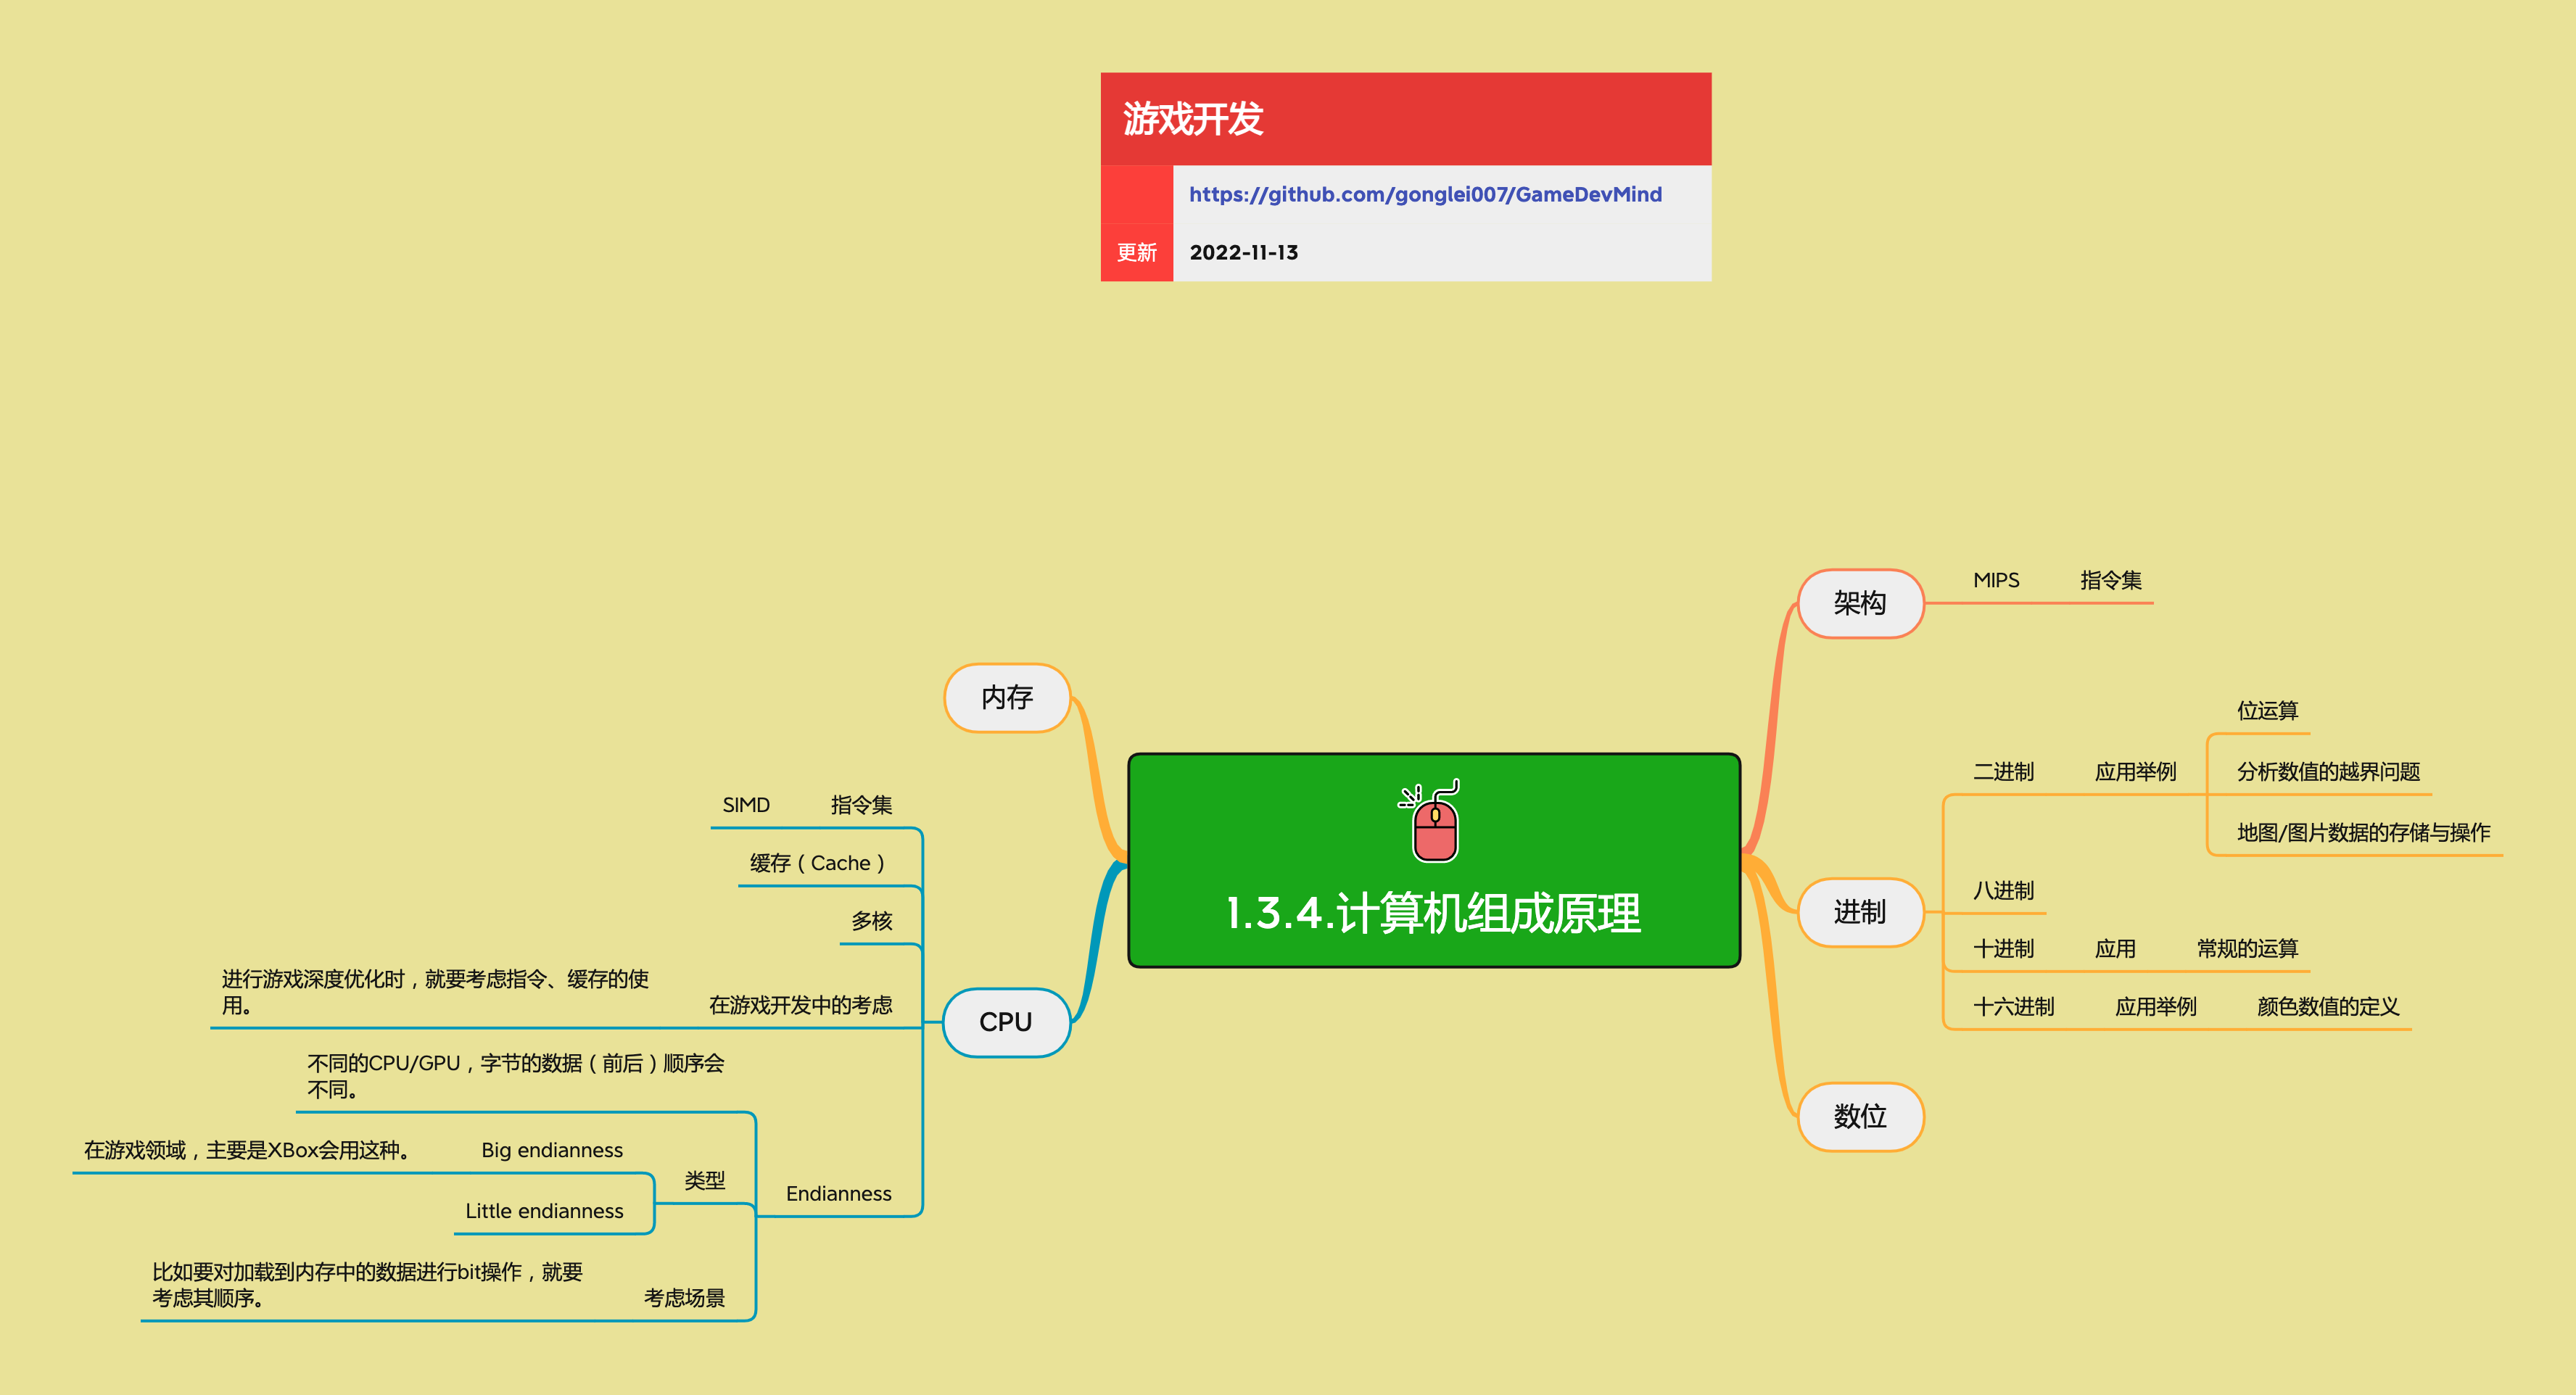 游戏开发
https://github.com/gonglei007/GameDevMind
更新
2022-11-13
1.3.4.计算机组成原理
架构
MIPS
指令集
进制
二进制
应用举例
位运算
分析数值的越界问题
地图/图片数据的存储与操作
八进制
十进制
应用
常规的运算
十六进制
应用举例
颜色数值的定义
数位
内存
CPU
指令集
SIMD
缓存（Cache）
多核
在游戏开发中的考虑
进行游戏深度优化时，就要考虑指令、缓存的使
用。
Endianness
不同的CPU/GPU，字节的数据（前后）顺序会
不同。
类型
Big endianness
在游戏领域，主要是XBox会用这种。
Little endianness
考虑场景
比如要对加载到内存中的数据进行bit操作，就要
考虑其顺序。